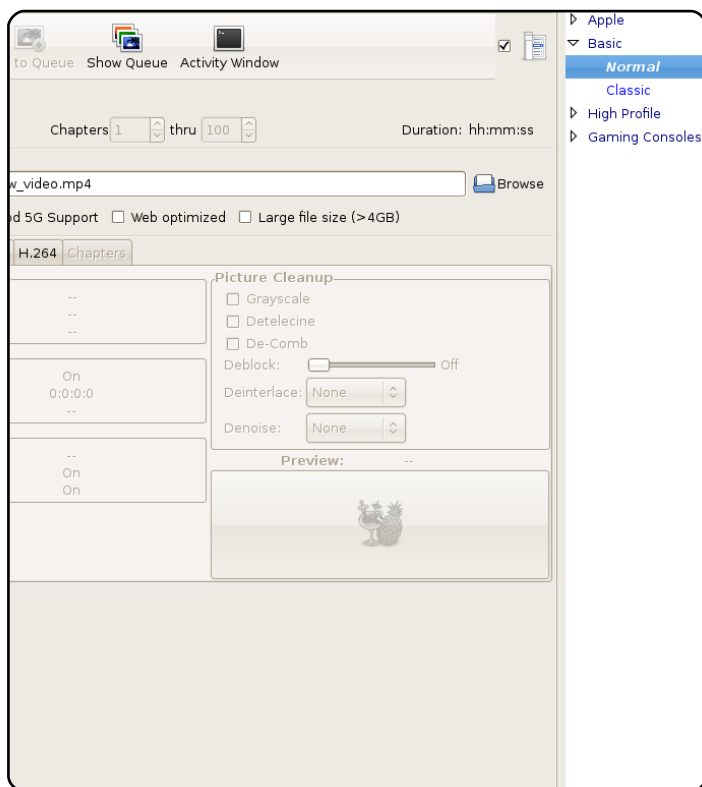 to Queue Show Queue Activity Window
Chapters 1 thru 100 Duration: hh:mm:ss
w_video.mp4 Browse
od 5G Support Web optimized Large file size (>4GB)
H.264 Chapters
--
--
--
On
0:0:0:0
--
--
On
On
Picture Cleanup
Grayscale
Detelecine
De-Comb
Deblock: Off
Deinterlace: None
Denoise: None
Preview: --
Apple
Basic
Normal
Classic
High Profile
Gaming Consoles